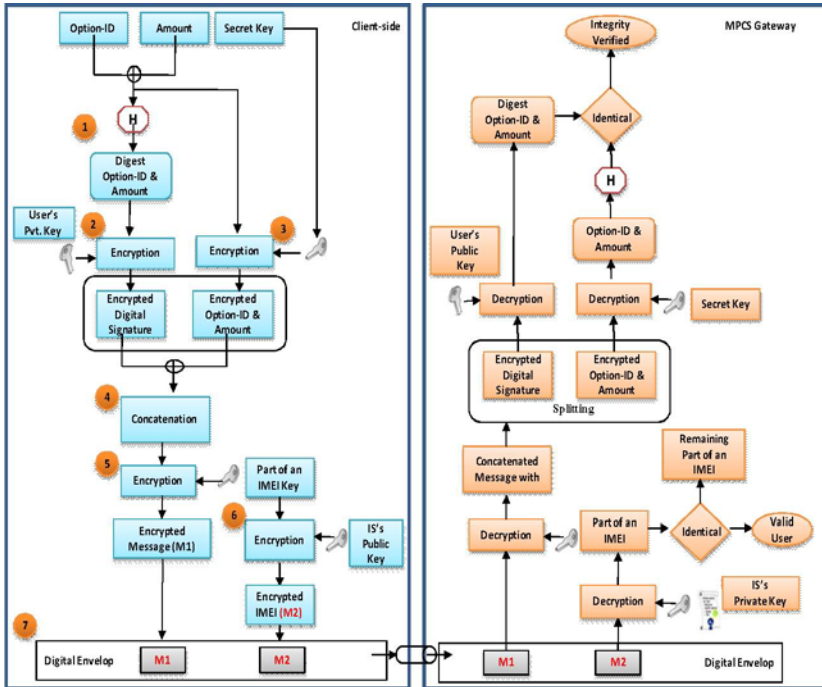 Option-ID
Amount
Secret Key
Client-side
1
H
Digest
Option-ID &
Amount
User's
Pvt. Key
2
3
Encryption
Encryption
Encrypted
Digital
Signature
Encrypted
Option-ID &
Amount
4
Concatenation
5
Encryption
Part of an
IMEI Key
6
Encrypted
Message (M1)
Encryption
IS's
Public
Key
Encrypted
IMEI (M2)
7
Digital Envelop
M1
M2
Integrity
Verified
MPCS Gateway
Digest
Option-ID &
Amount
Identical
H
User's
Public
Key
Option-ID &
Amount
Decryption
Decryption
Secret Key
Encrypted
Digital
Signature
Encrypted
Option-ID &
Amount
Splitting
Concatenated
Message with
Remaining
Part of an
IMEI
Decryption
Part of an
IMEI
Identical
Valid
User
Decryption
IS's
Private Key
M1
M2
Digital Envelop